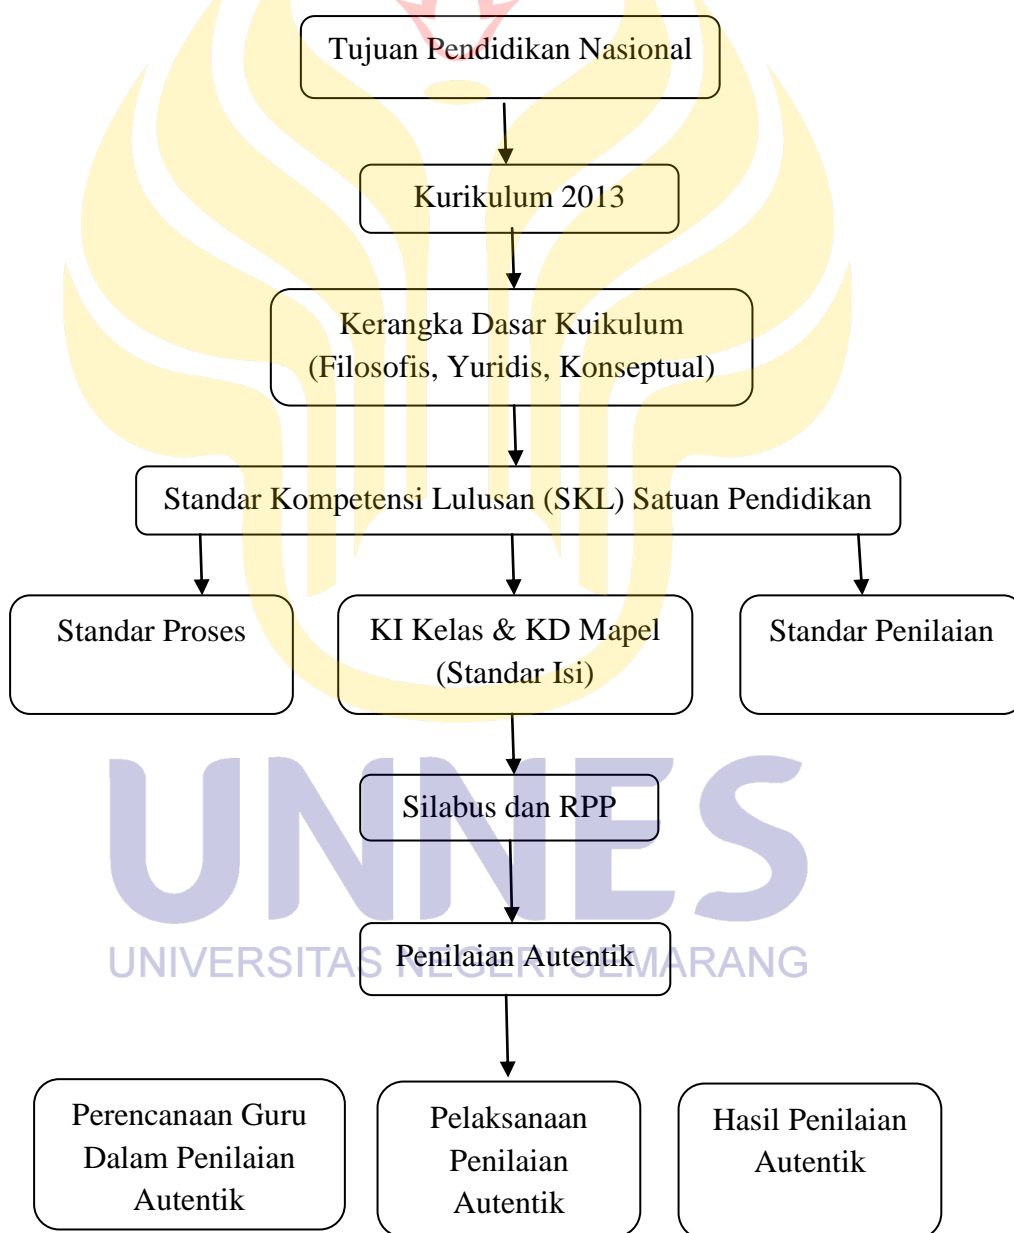 Tujuan Pendidikan Nasional
Kurikulum 2013
Kerangka Dasar Kuikulum
(Filosofis, Yuridis, Konseptual)
Standar Kompetensi Lulusan (SKL) Satuan Pendidikan
Standar Proses
KI Kelas & KD Mapel
(Standar Isi)
Standar Penilaian
Silabus dan RPP
UNNES
Penilaian Autentik
UNIVERSITAS NEGERI SEMARANG
Perencanaan Guru
Dalam Penilaian
Autentik
Pelaksanaan
Penilaian
Autentik
Hasil Penilaian
Autentik